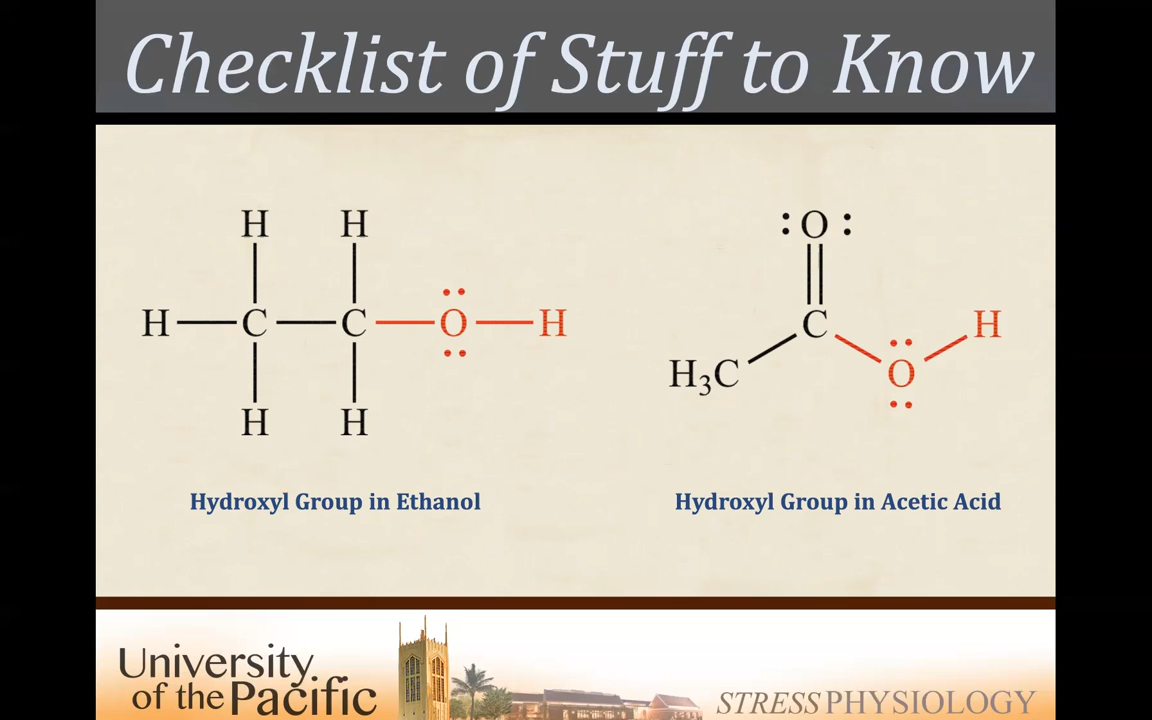 Checklist of Stuff to Know
H H :O:
H C C O H C H
H₃C O
H H
Hydroxyl Group in Ethanol Hydroxyl Group in Acetic Acid
University
of the Pacific STRESS PHYSIOLOGY